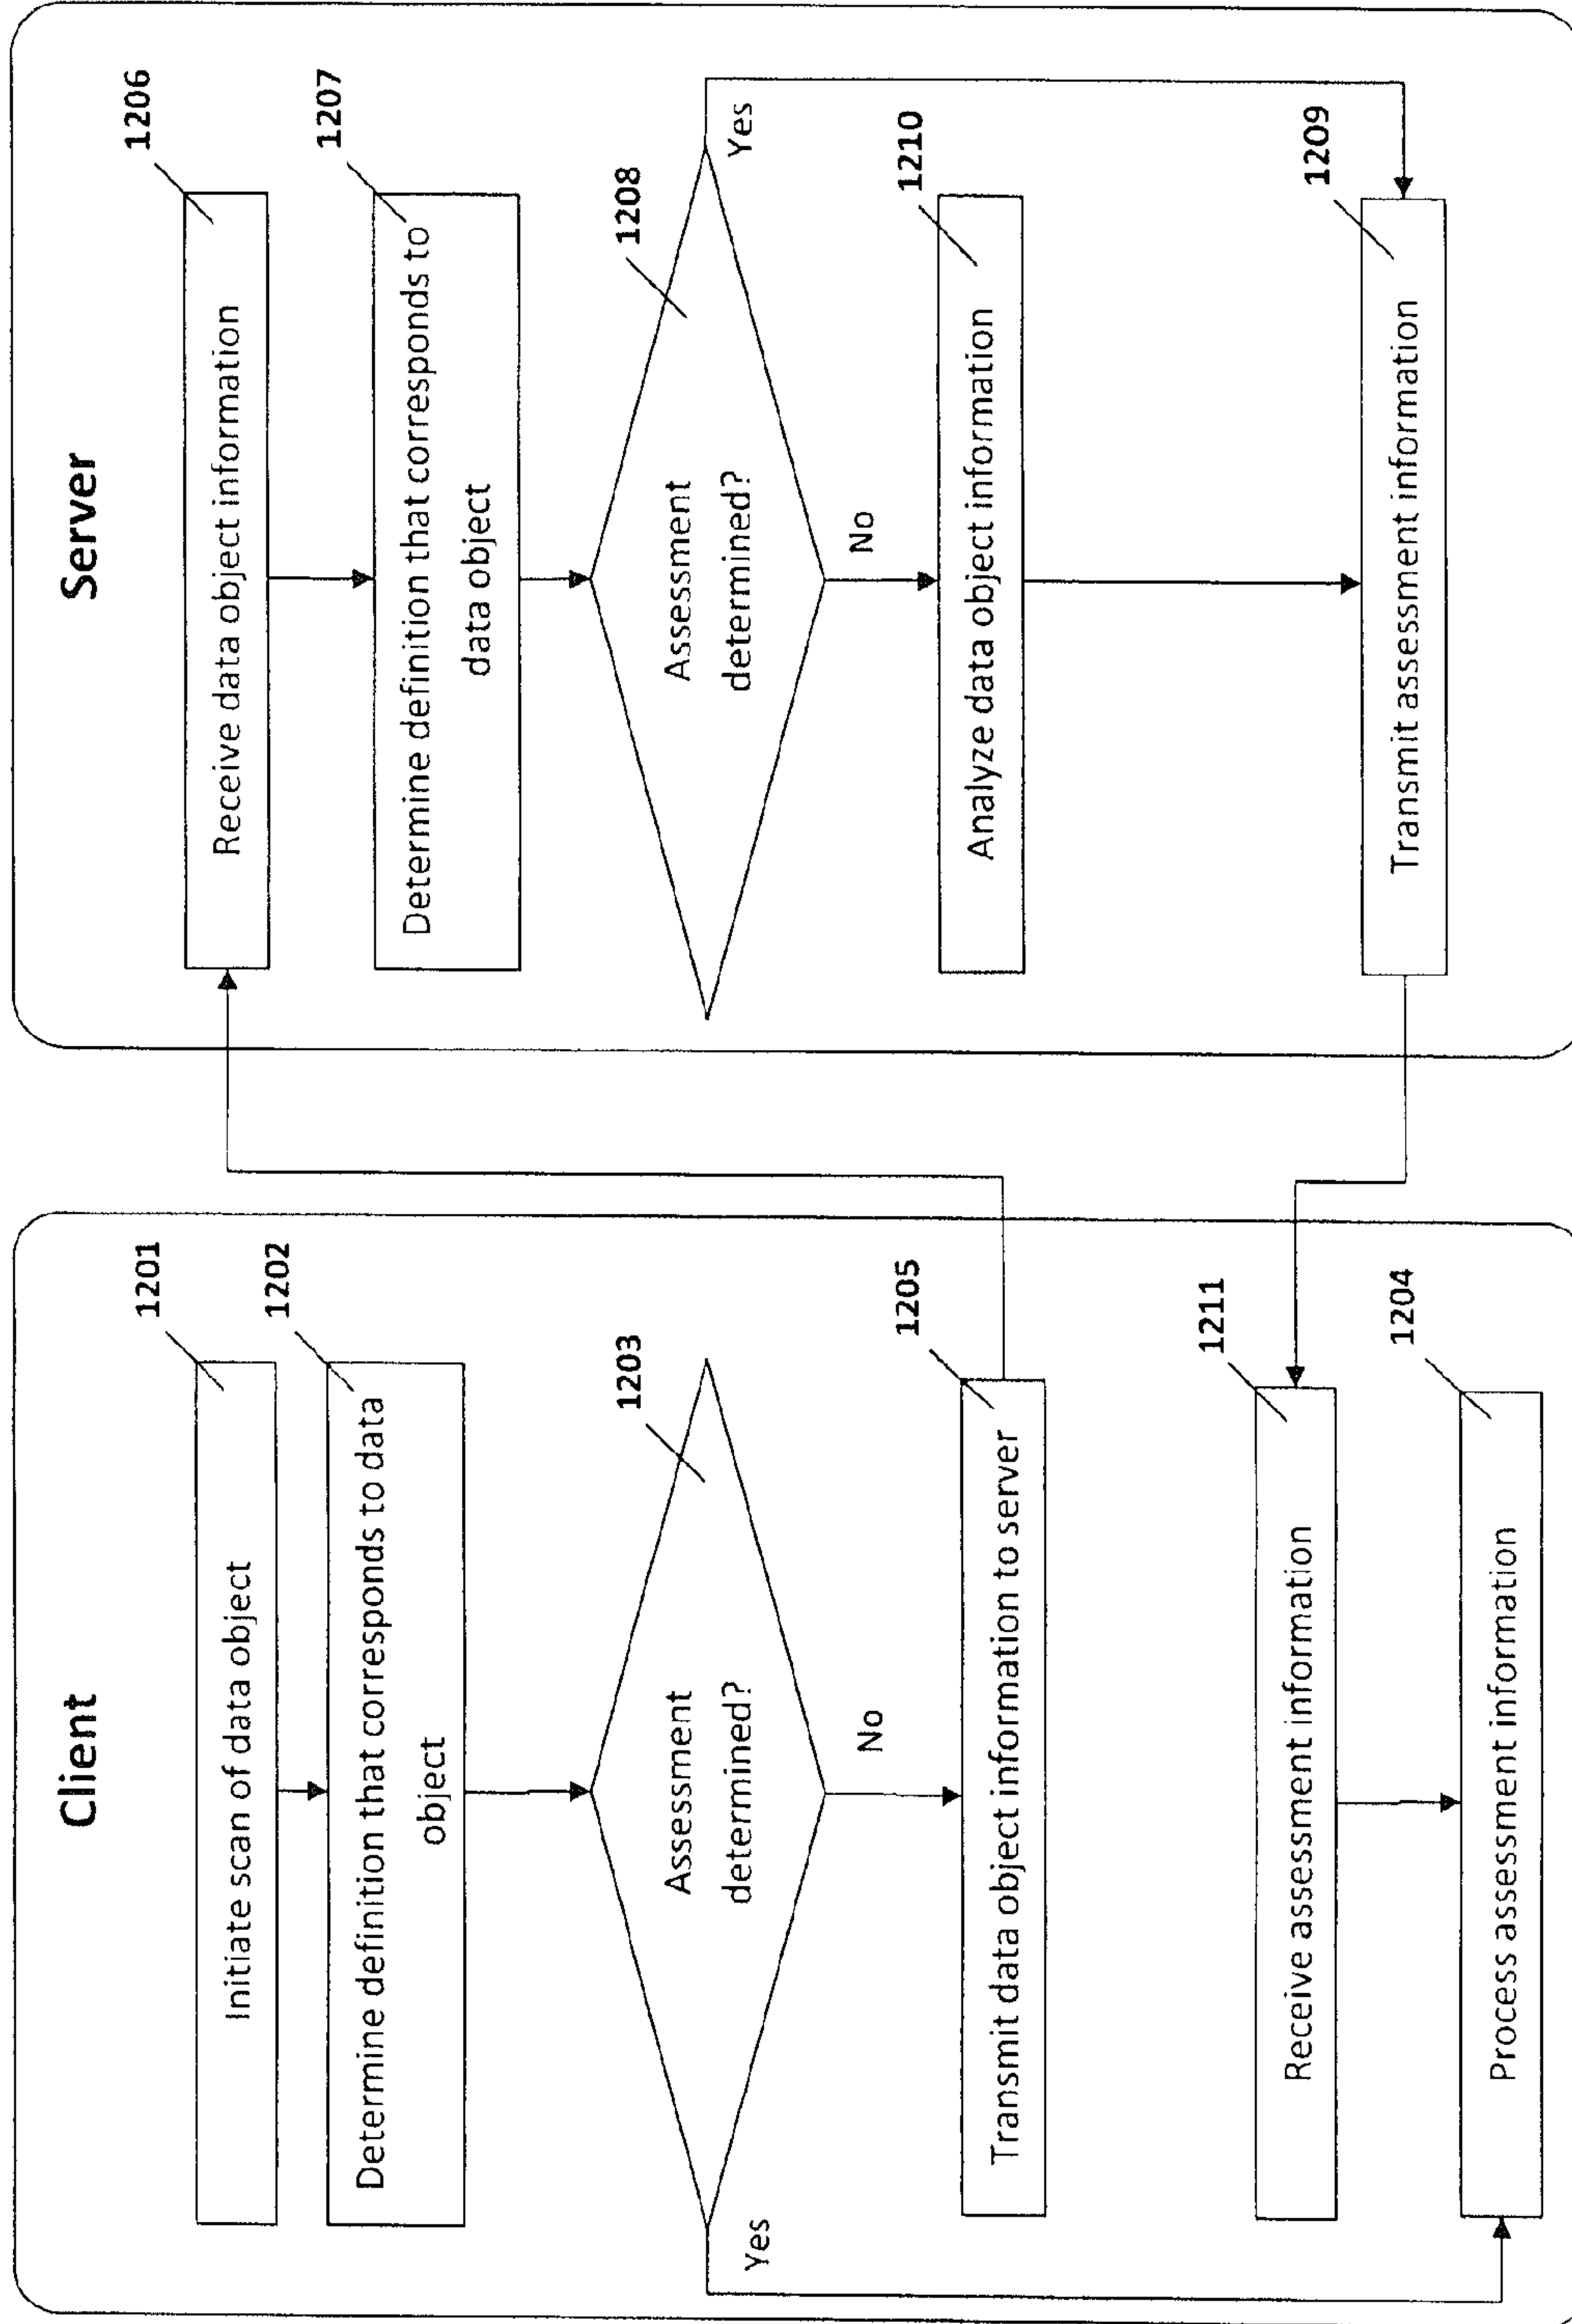 Client
1201
Initiate scan of data object
1202
Determine definition that corresponds to data
object
1203
Assessment
determined?
Yes
No
1205
Transmit data object information to server
1211
Receive assessment information
1204
Process assessment information
Server
1206
Receive data object information
1207
Determine definition that corresponds to
data object
1208
Assessment
determined?
Yes
No
1210
Analyze data object information
1209
Transmit assessment information